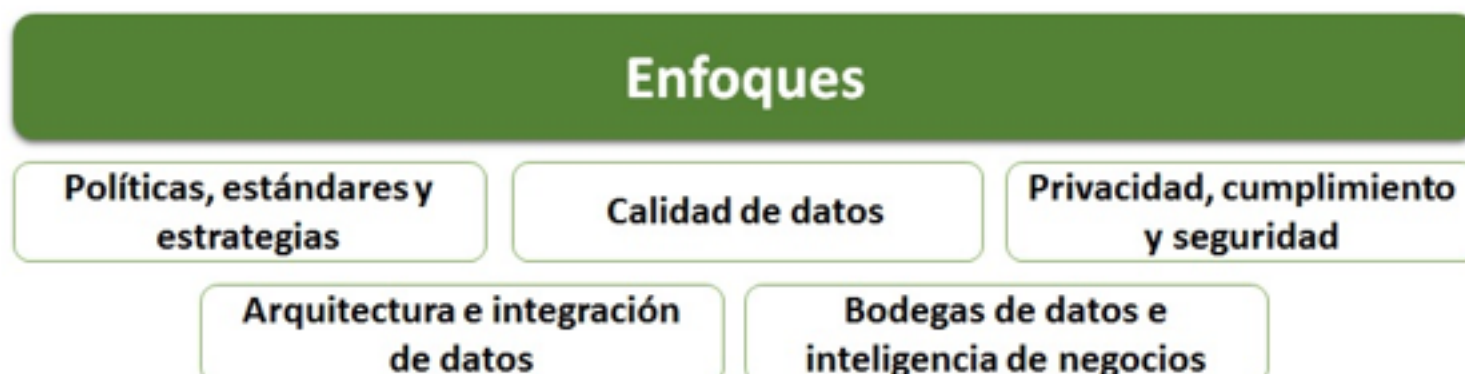 Enfoques
Políticas, estándares y
estrategias
Calidad de datos
Privacidad, cumplimiento
y seguridad
Arquitectura e integración
de datos
Bodegas de datos e
inteligencia de negocios